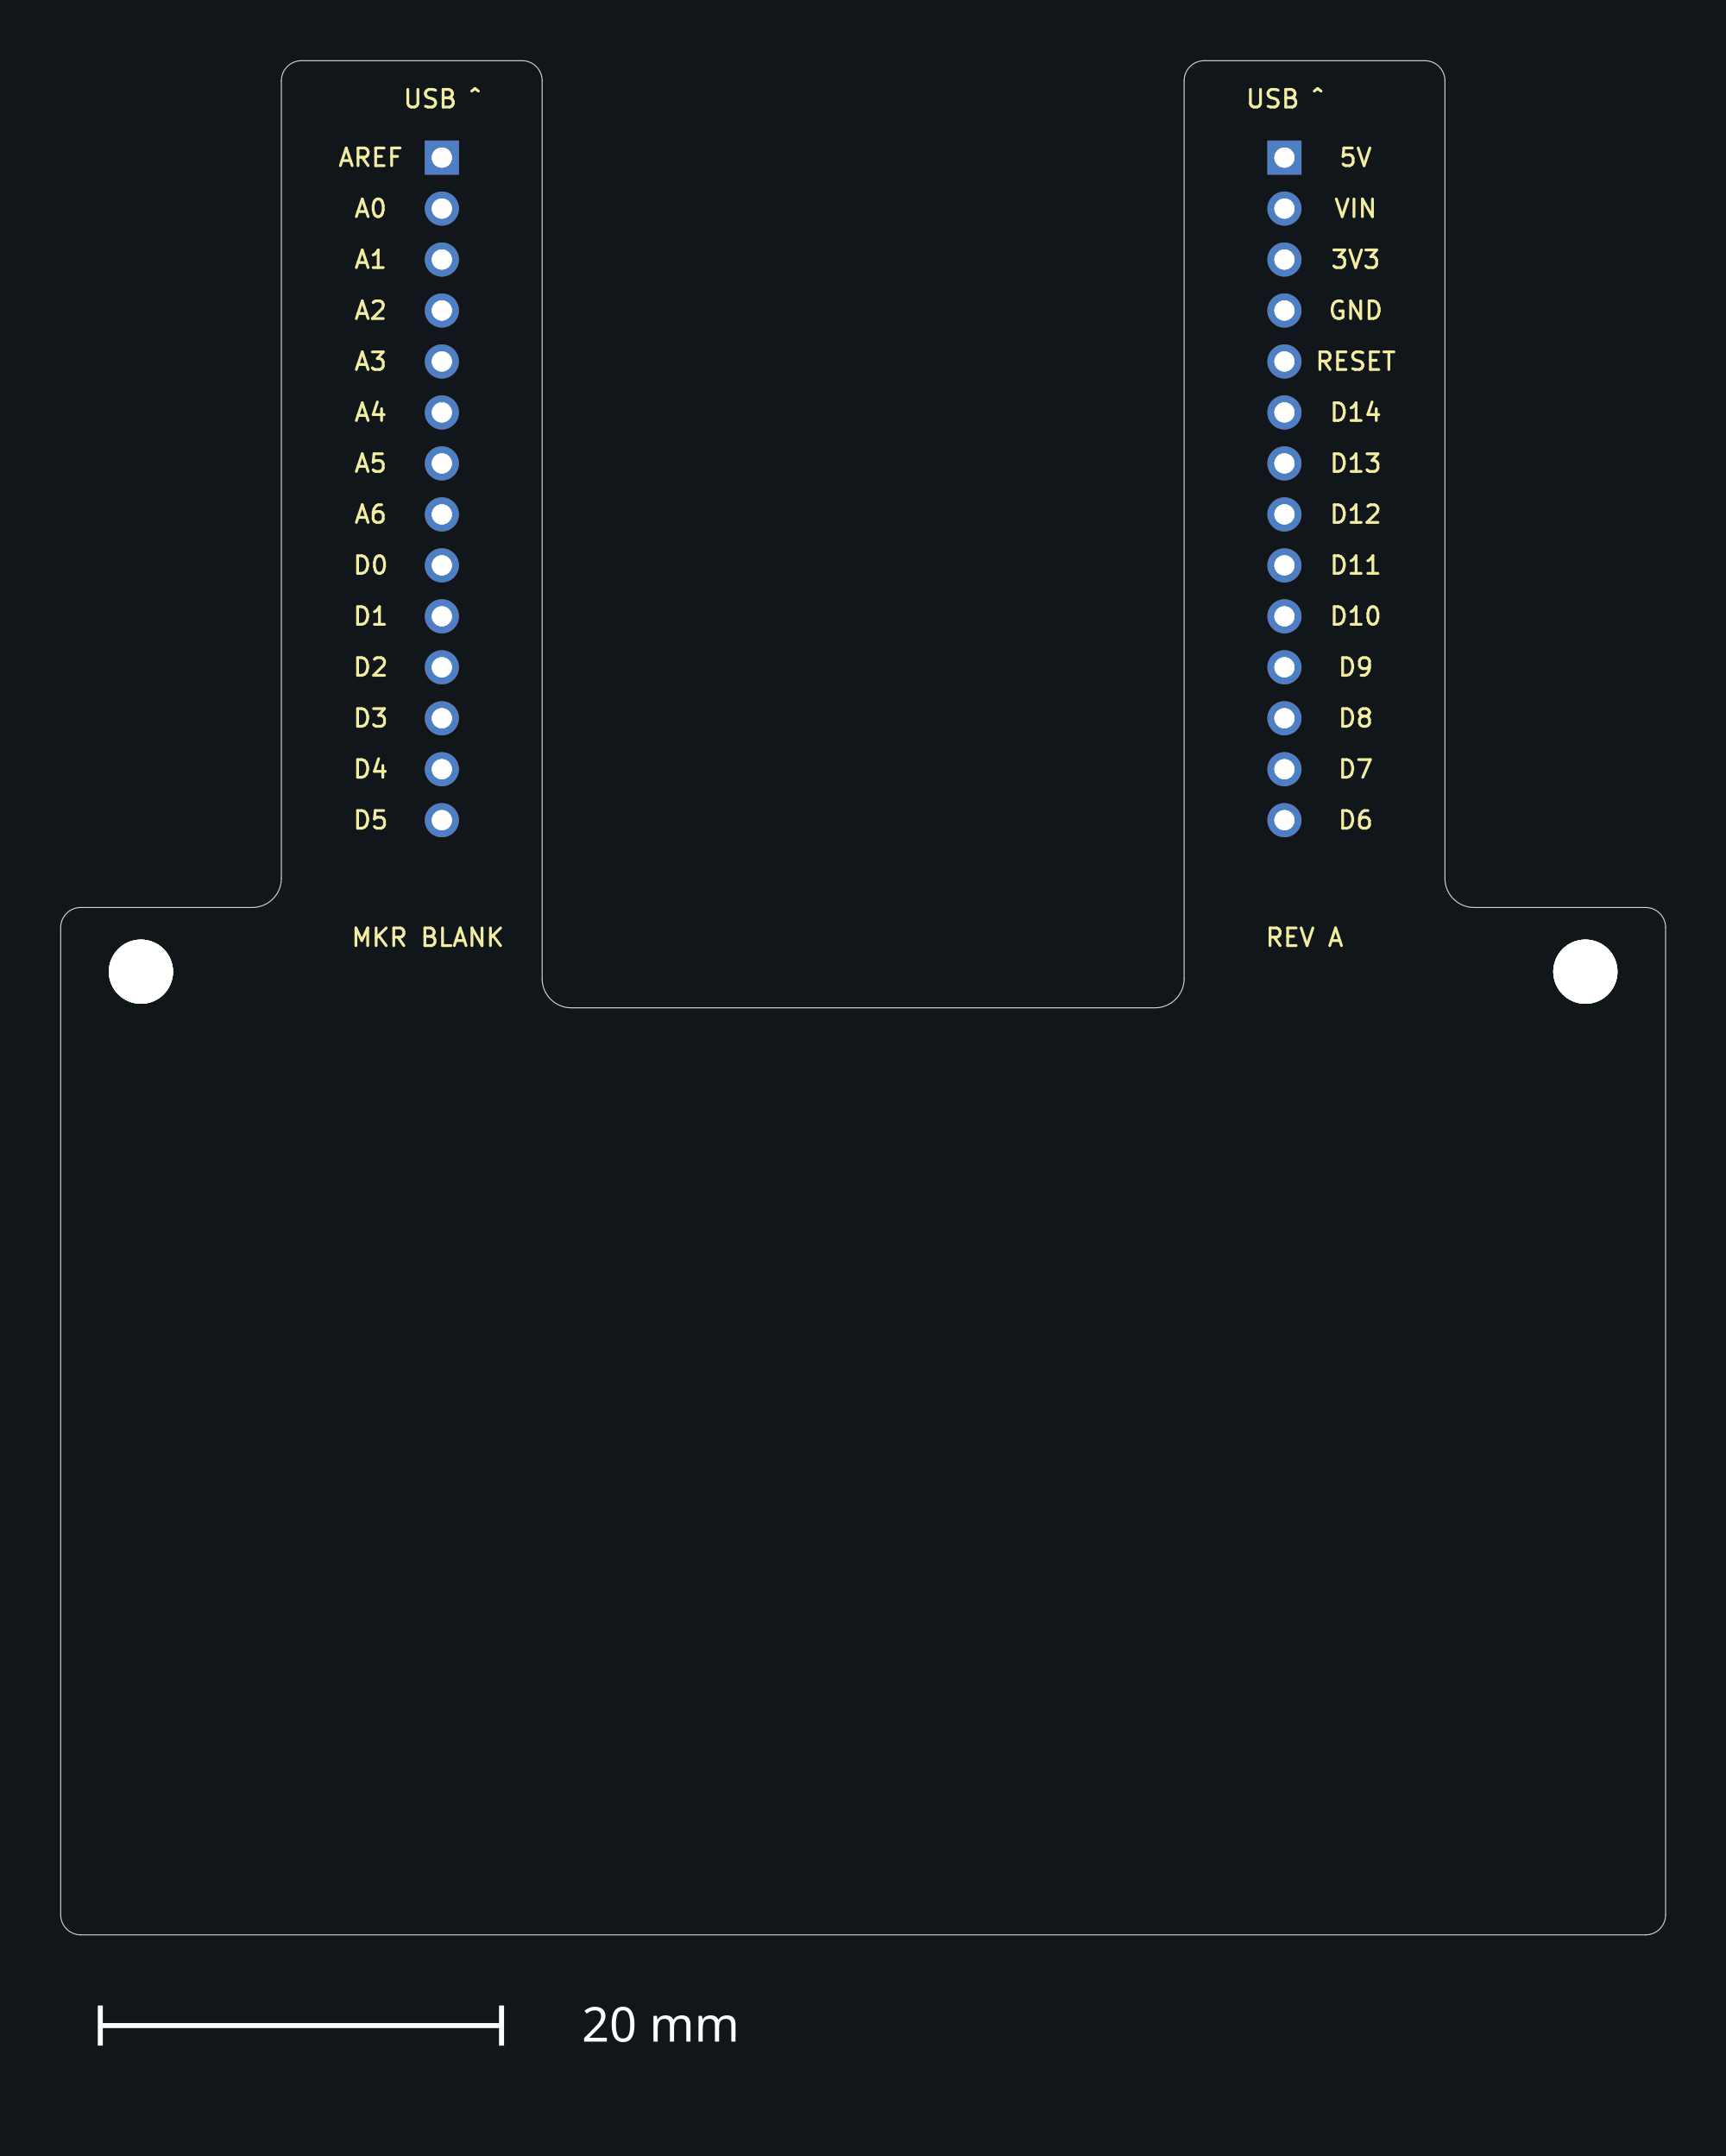 USB ^
USB ^
AREF
5V
A0
VIN
A1
3V3
A2
GND
A3
RESET
A4
D14
A5
D13
A6
D12
D0
D11
D1
D10
D2
D9
D3
D8
D4
D7
D5
D6
MKR BLANK
REV A
20 mm